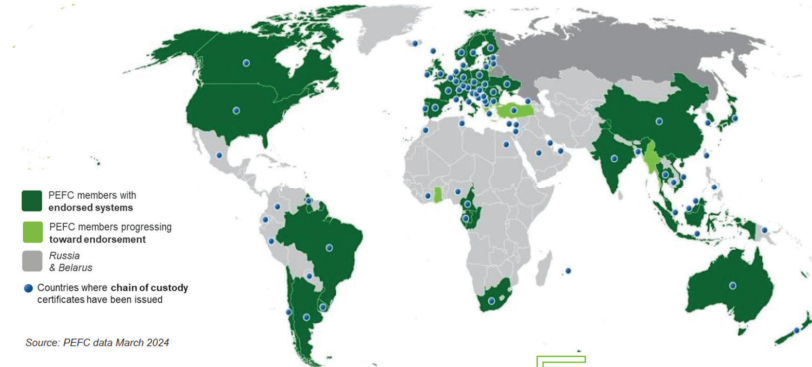 PEFC members with
endorsed systems
PEFC members progressing
toward endorsement
Russia
& Belarus
Countries where chain of custody
certificates have been issued
Source: PEFC data March 2024